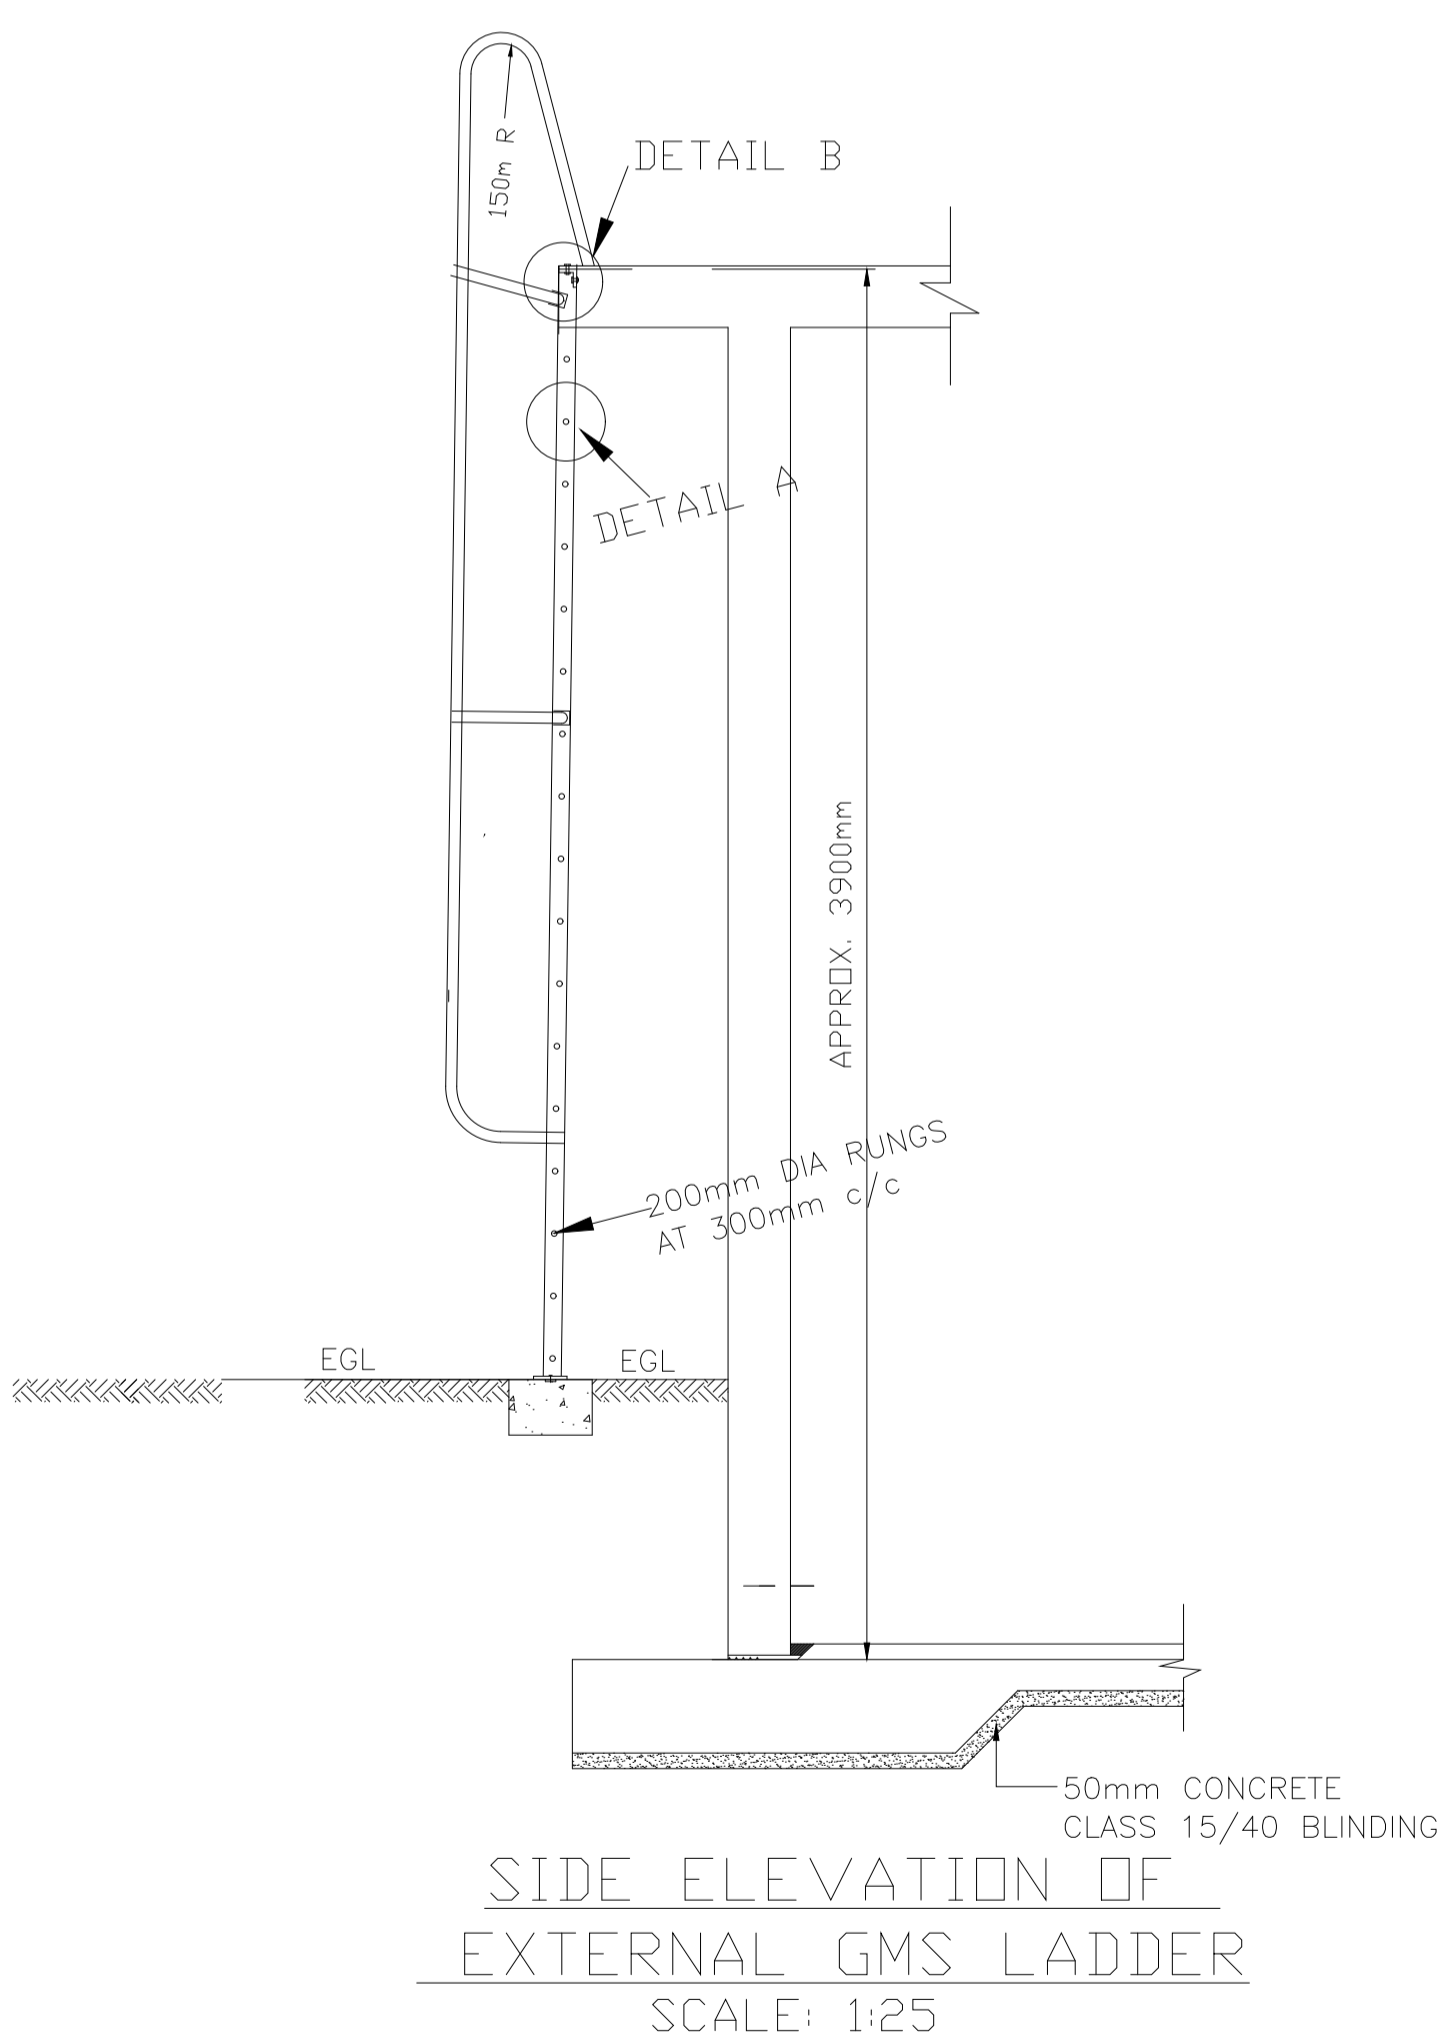 150m R
DETAIL B
DETAIL A
APPROX. 3900mm
200mm DIA RUNGS
AT 300mm c/c
EGL
EGL
50mm CONCRETE
CLASS 15/40 BLINDING
SIDE ELEVATION OF
EXTERNAL GMS LADDER
SCALE: 1:25